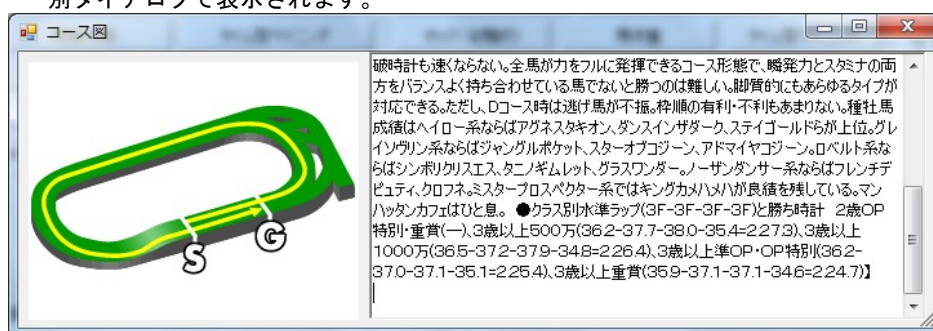 別ダイアログで表示されます。
コース図
破時計も速くならない。全馬が力をフルに発揮できるコース形態で、瞬発力とスタミナの両
方をバランスよく持ち合わせている馬でないと勝つのは難しい。脚質的にもあらゆるタイプが
対応できる。ただし、Dコース時は逃げ馬が不振。枠順の有利・不利もあまりない。種牡馬
成績はヘイロー系ならばアグネスタキオン、ダンスインザダーク、ステイゴールドらが上位。グレ
イソヴリン系ならばジャングルポケット、スターオブコジーン、アドマイヤコジーン。ロベルト系な
らばシンボリクリスエス、タニノギムレット、グラスワンダー。ノーザンダンサー系ならばフレンチデ
ピュティ、クロフネ。ミスタープロスペクター系ではキングカメハメハが良績を残している。マン
ハッタンカフェはひと息。 ●クラス別水準ラップ(3F-3F-3F-3F)と勝ち時計 2歳OP
特別・重賞(―)、3歳以上500万(36.2-37.7-38.0-35.4=2.27.3)、3歳以上
1000万(36.5-37.2-37.9-34.8=2.26.4)、3歳以上準OP・OP特別(36.2-
37.0-37.1-35.1=2.25.4)、3歳以上重賞(35.9-37.1-37.1-34.6=2.24.7)】
S
G